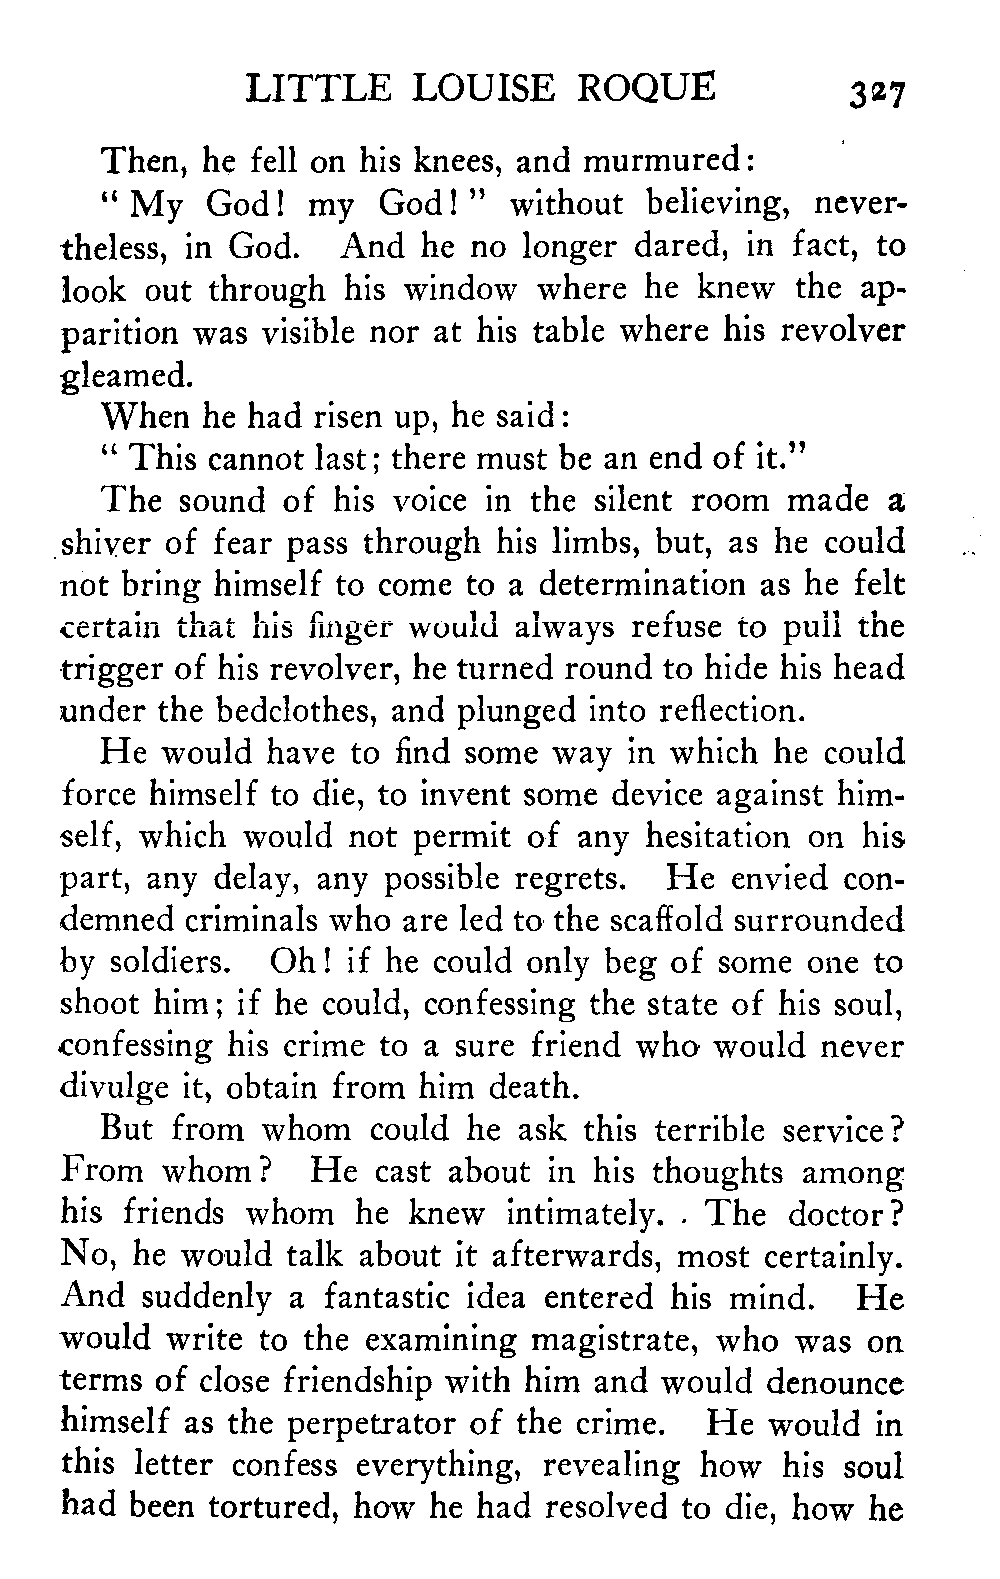 LITTLE LOUISE ROQUE 327
Then, he fell on his knees, and murmured:
“ My God! my God! ” without believing, never-
theless, in God. And he no longer dared, in fact, to
look out through his window where he knew the ap-
parition was visible nor at his table where his revolver
gleamed.
When he had risen up, he said:
“ This cannot last; there must be an end of it.”
The sound of his voice in the silent room made a
shiver of fear pass through his limbs, but, as he could
not bring himself to come to a determination as he felt
certain that his finger would always refuse to pull the
trigger of his revolver, he turned round to hide his head
under the bedclothes, and plunged into reflection.
He would have to find some way in which he could
force himself to die, to invent some device against him-
self, which would not permit of any hesitation on his
part, any delay, any possible regrets. He envied con-
demned criminals who are led to the scaffold surrounded
by soldiers. Oh! if he could only beg of some one to
shoot him; if he could, confessing the state of his soul,
confessing his crime to a sure friend who would never
divulge it, obtain from him death.
But from whom could he ask this terrible service?
From whom? He cast about in his thoughts among
his friends whom he knew intimately. The doctor?
No, he would talk about it afterwards, most certainly.
And suddenly a fantastic idea entered his mind. He
would write to the examining magistrate, who was on
terms of close friendship with him and would denounce
himself as the perpetrator of the crime. He would in
this letter confess everything, revealing how his soul
had been tortured, how he had resolved to die, how he